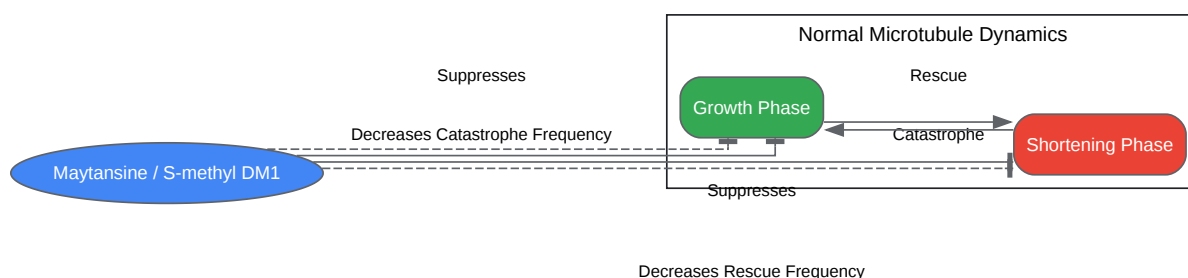 Normal Microtubule Dynamics
Suppresses
Rescue
Growth Phase
Decreases Catastrophe Frequency
Catastrophe
Shortening Phase
Maytansine / S-methyl DM1
Suppresses
Decreases Rescue Frequency